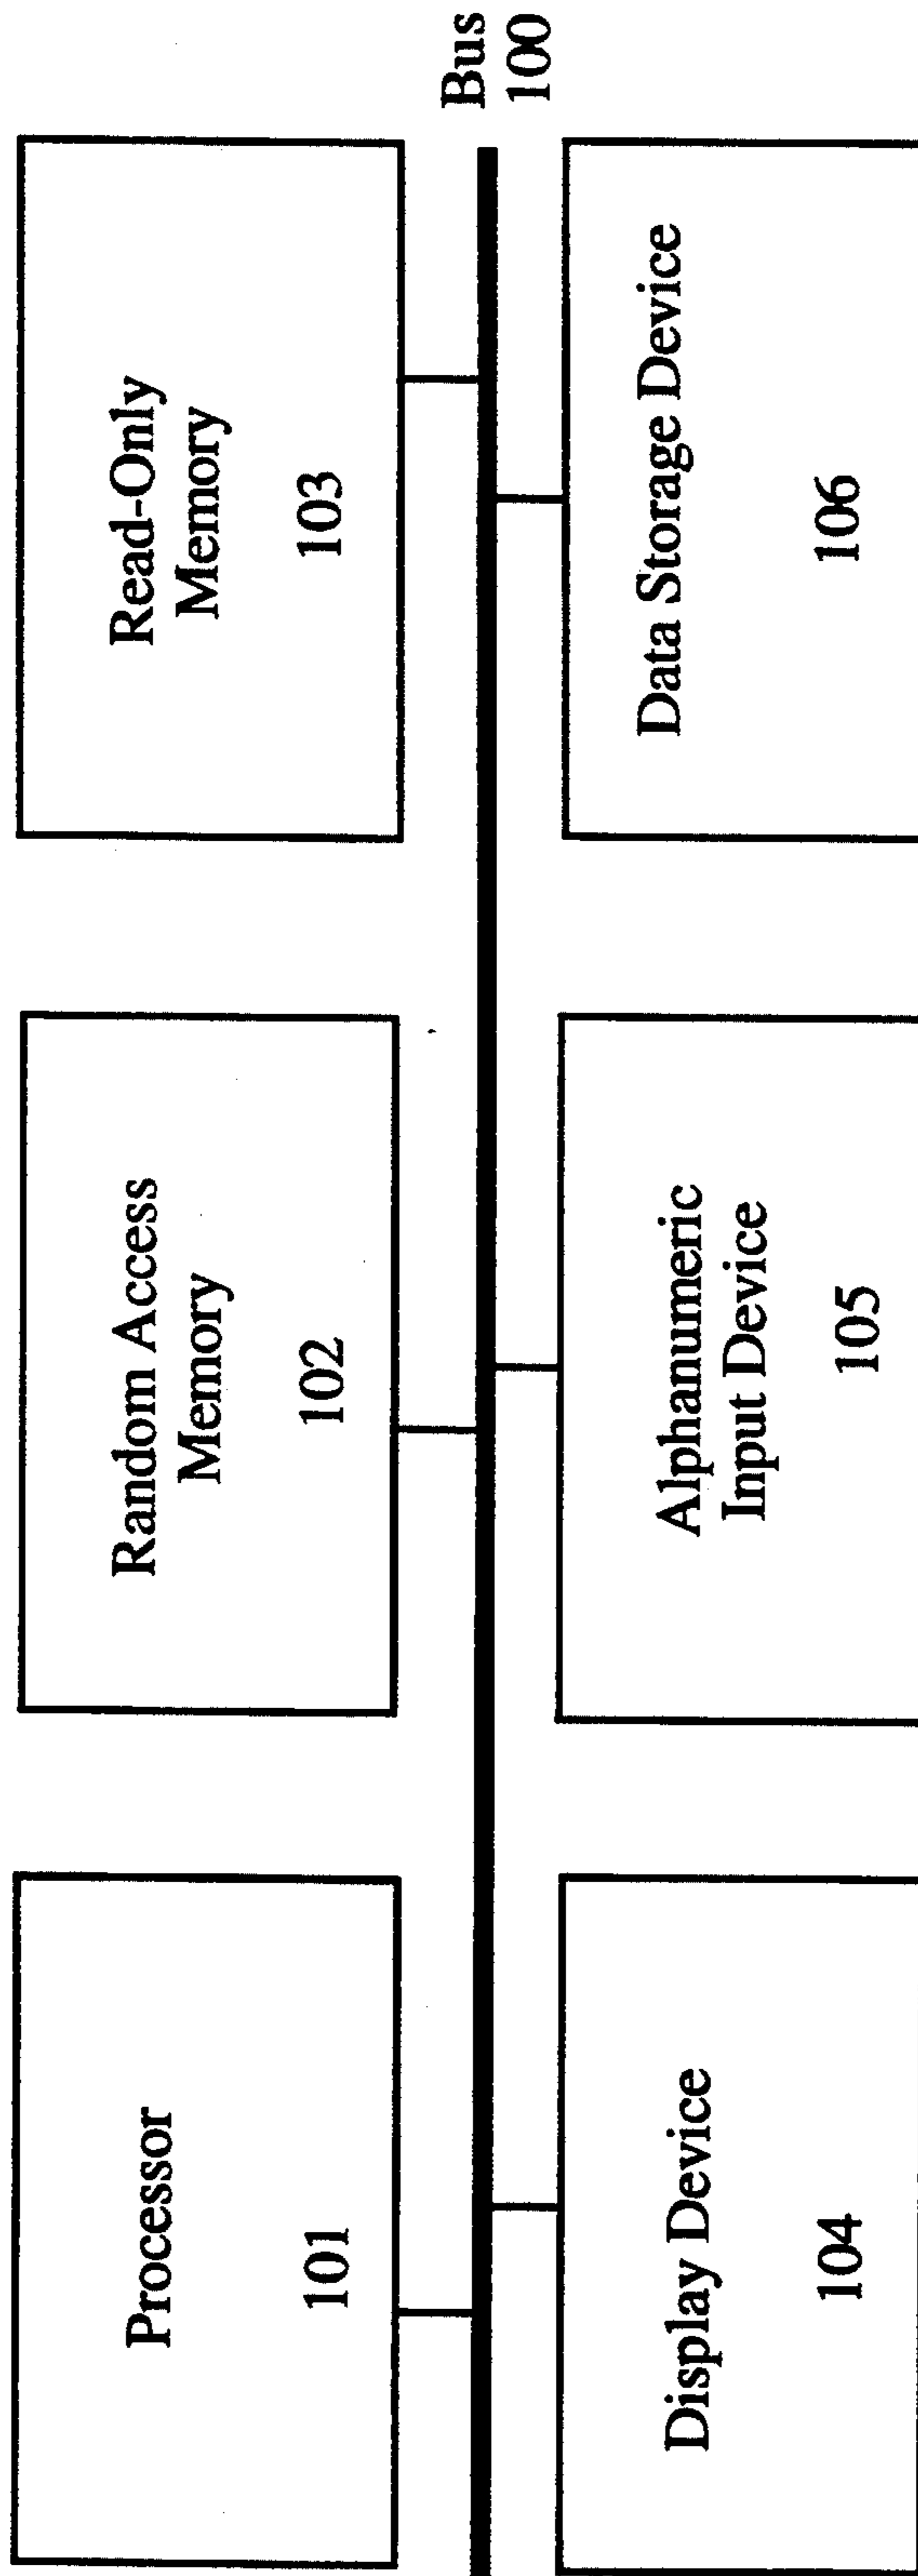 Processor
101
Random Access
Memory
102
Read-Only
Memory
103
Bus
100
Display Device
104
Alphanumeric
Input Device
105
Data Storage Device
106